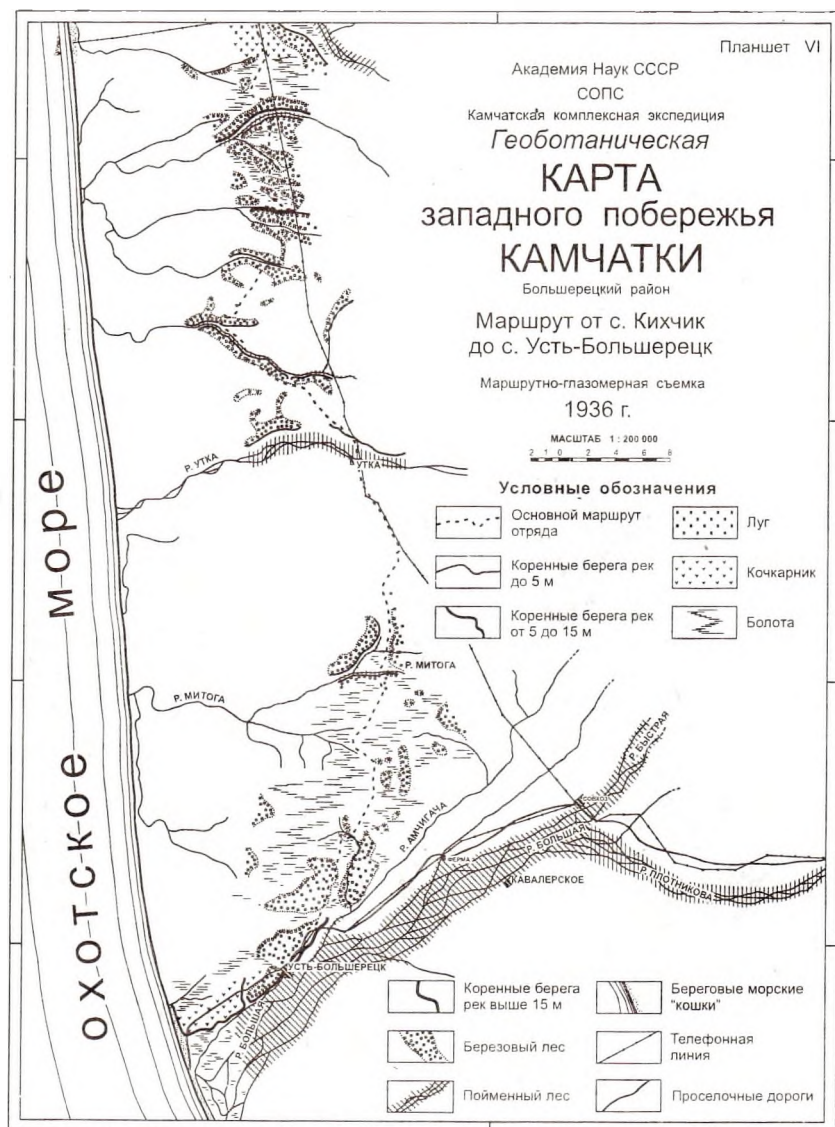 Планшет VI
Академия Наук СССР
СОПС
Камчатская комплексная экспедиция
Геоботаническая
КАРТА
западного побережья
КАМЧАТКИ
Большерецкий район
Маршрут от с. Кихчик
до с. Усть-Большерецк
Маршрутно-глазомерная съемка
1936 г.
МАСШТАБ 1 : 200 000
2 1 0 2 4 6 8
Условные обозначения
Основной маршрут
отряда
Коренные берега рек
до 5 м
Коренные берега рек
от 5 до 15 м
Луг
Кочкарник
Болота
ОХОТСКОЕ МОРЕ
Р. УТКА
УТКА
Р. МИТОГА
Р. МИТОГА
Р. БЫСТРАЯ
СОВХОЗ
Р. АМЧИГАЧА
Р. БОЛЬШАЯ
ФЕРМА
Р. ПЛОТНИКОВА
КАВАЛЕРСКОЕ
УСТЬ-БОЛЬШЕРЕЦК
Р. БОЛЬШАЯ
Коренные берега
рек выше 15 м
Березовый лес
Пойменный лес
Береговые морские
"кошки"
Телефонная
линия
Проселочные дороги